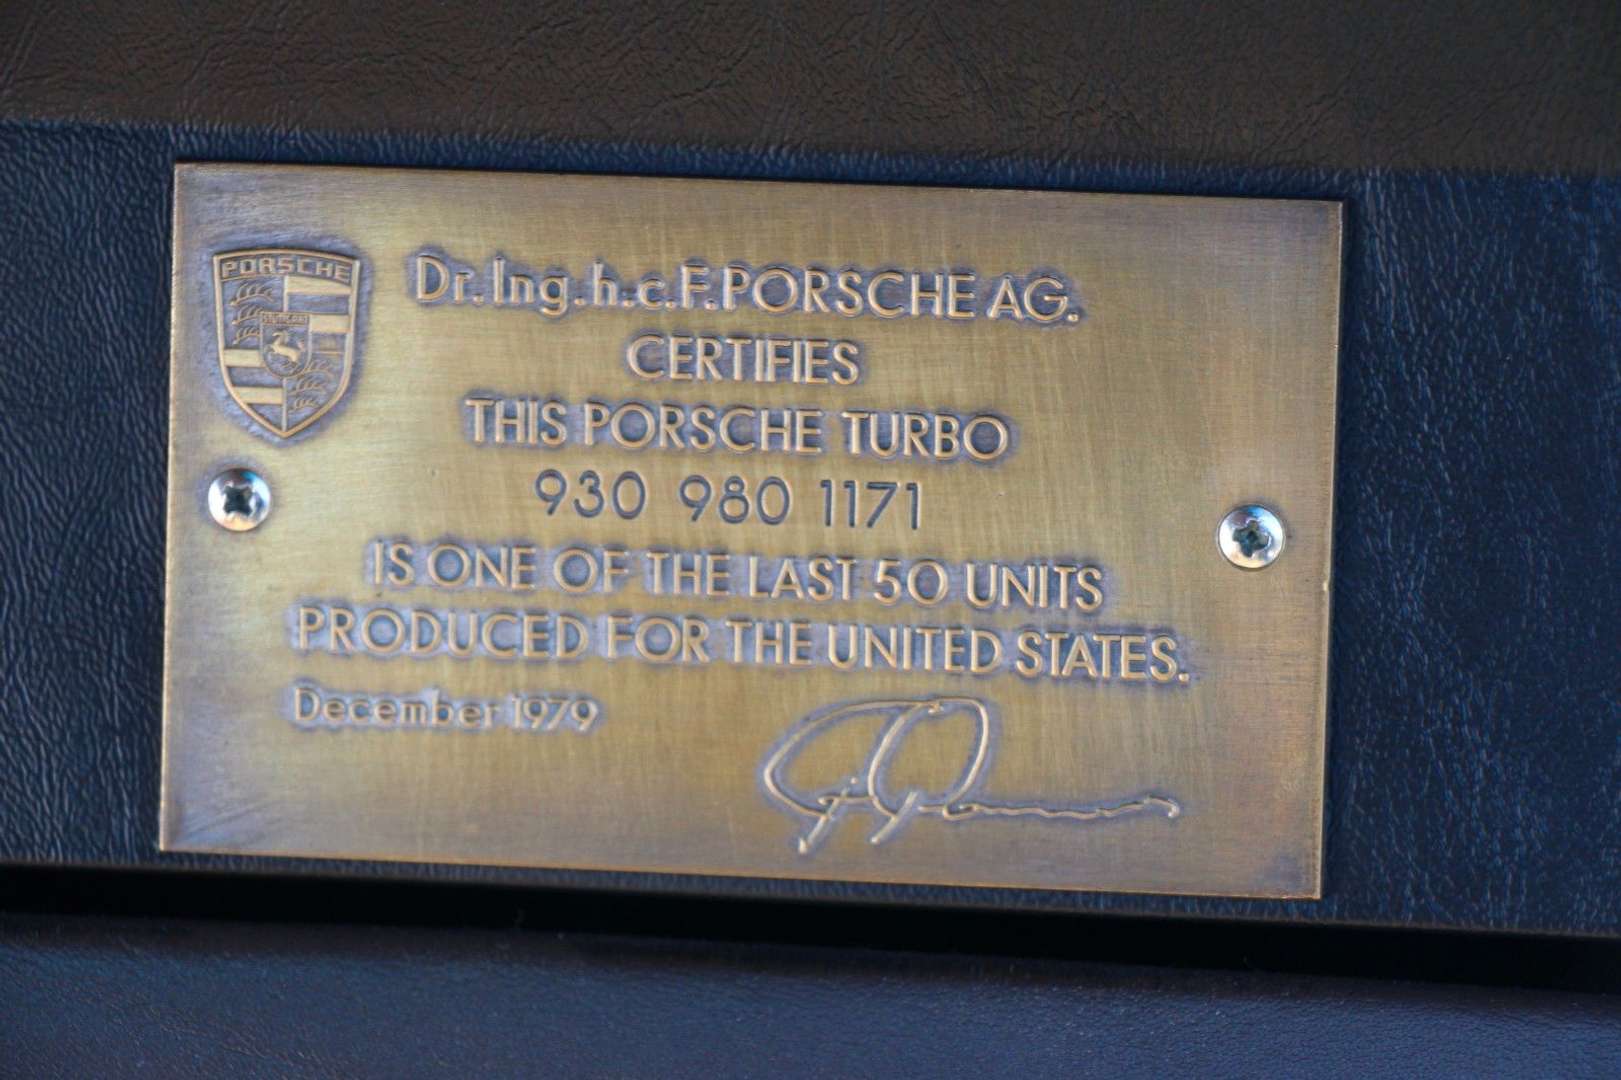 PORSCHE
STUTTGART
Dr.Ing.h.c.F.PORSCHE AG.
CERTIFIES
THIS PORSCHE TURBO
930 980 1171
IS ONE OF THE LAST 50 UNITS
PRODUCED FOR THE UNITED STATES.
December 1979